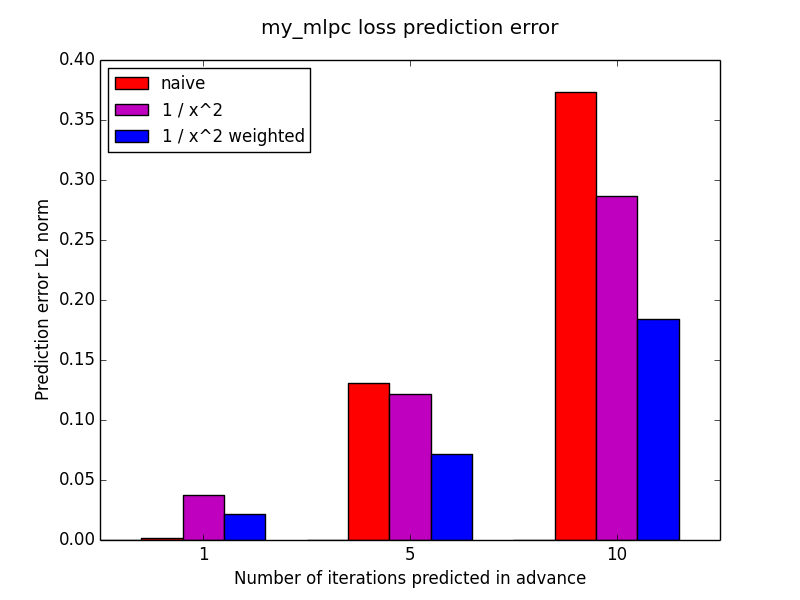 my_mlpc loss prediction error
0.40
0.35
0.30
0.25
0.20
0.15
0.10
0.05
0.00
Prediction error L2 norm
naive
1 / x^2
1 / x^2 weighted
1
5
10
Number of iterations predicted in advance